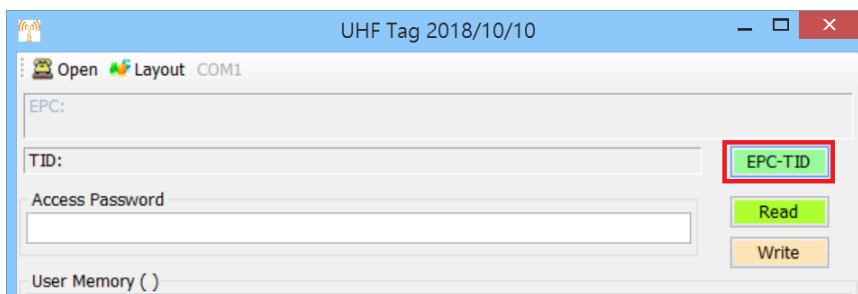 UHF Tag 2018/10/10
Open Layout COM1
EPC:
TID:
EPC-TID
Access Password
Read
Write
User Memory ( )